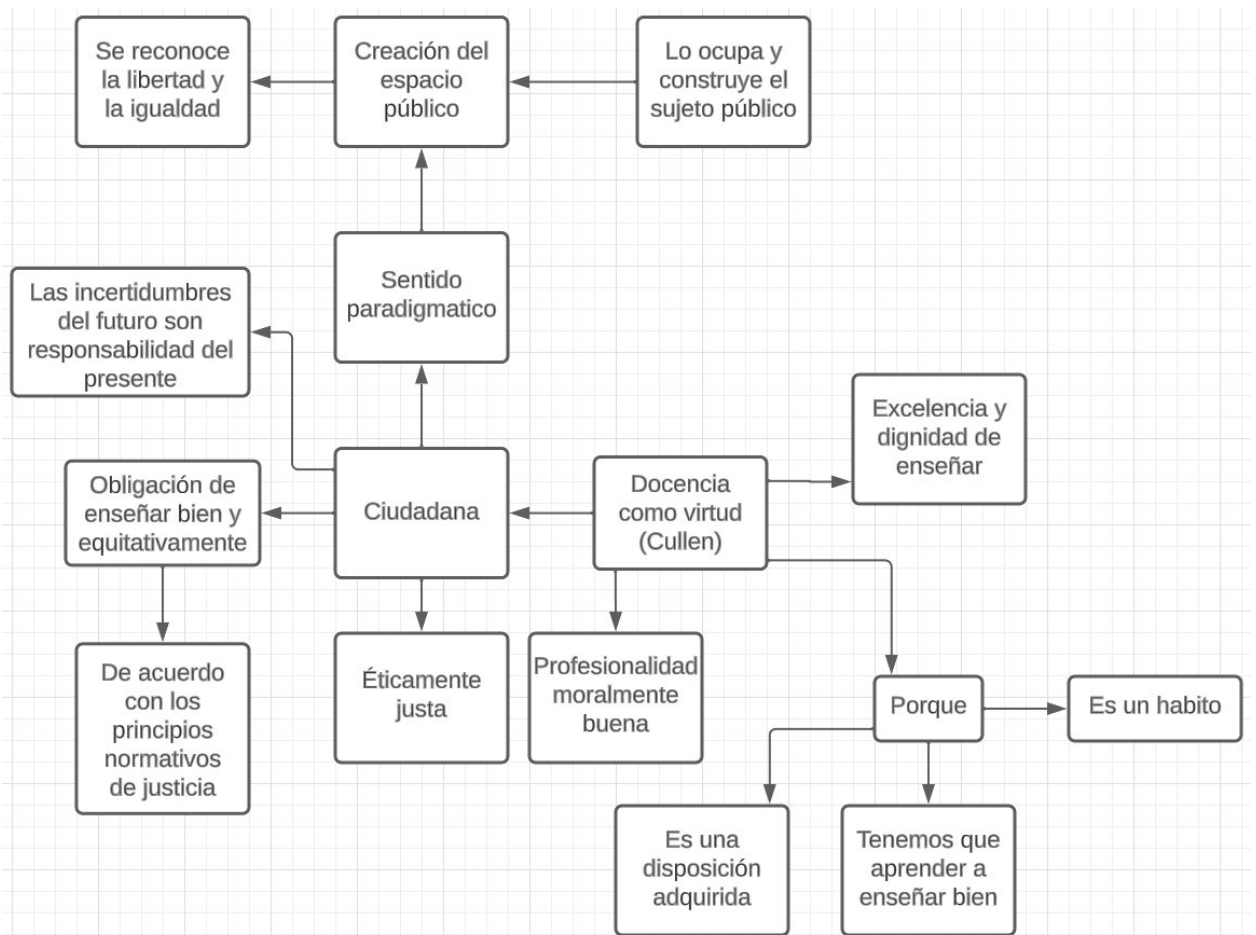 Se reconoce
la libertad y
la igualdad
Creación del
espacio
público
Lo ocupa y
construye el
sujeto público
Sentido
paradigmatico
Las incertidumbres
del futuro son
responsabilidad del
presente
Excelencia y
dignidad de
enseñar
Obligación de
enseñar bien y
equitativamente
Ciudadana
Docencia
como virtud
(Cullen)
De acuerdo
con los
principios
normativos
de justicia
Éticamente
justa
Profesionalidad
moralmente
buena
Porque
Es un habito
Es una
disposición
adquirida
Tenemos que
aprender a
enseñar bien